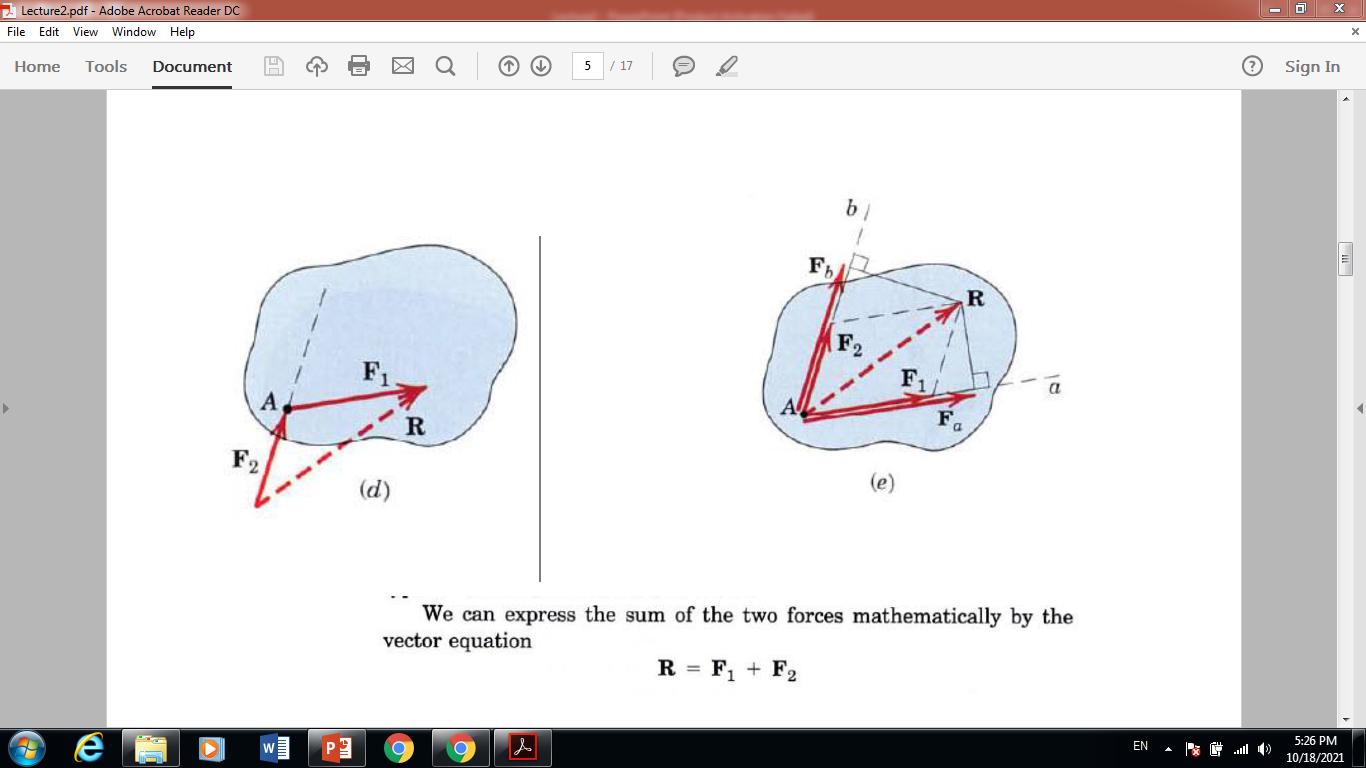 Lecture2.pdf - Adobe Acrobat Reader DC
File Edit View Window Help
Home Tools Document 5 / 17 Sign In
b
F_b
R
F_2
F_1
A
a
F_a
(e)
F_1
A
R
F_2
(d)
We can express the sum of the two forces mathematically by the
vector equation
R = F_1 + F_2
EN
5:26 PM
10/18/2021